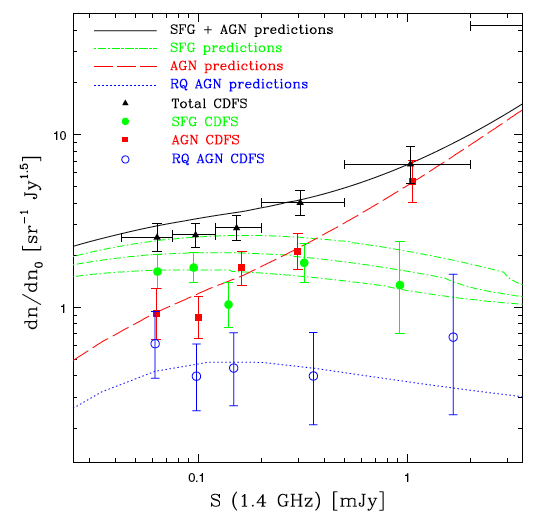 SFG + AGN predictions
SFG predictions
AGN predictions
RQ AGN predictions
Total CDFS
SFG CDFS
AGN CDFS
RQ AGN CDFS
10
1
dn/dn₀ [sr⁻¹ Jy¹·⁵]
0.1 1
S (1.4 GHz) [mJy]